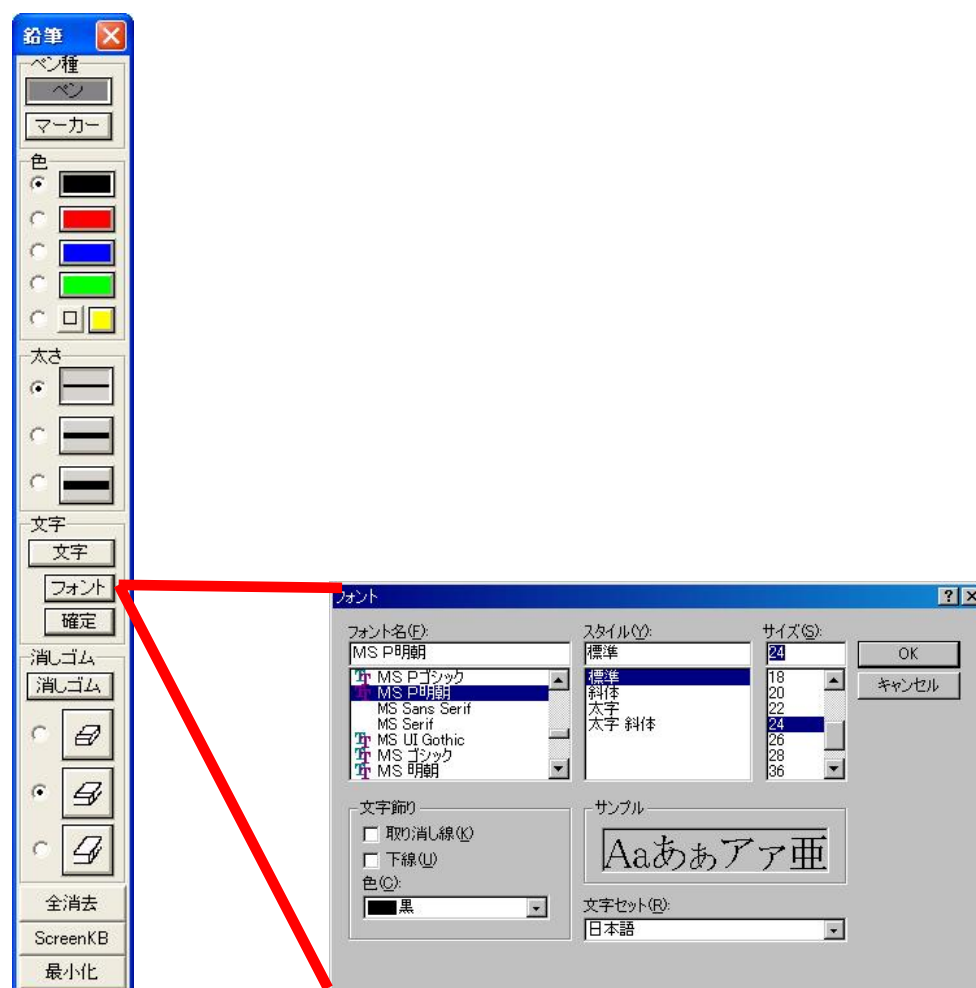 鉛筆
ペン種
ペン
マーカー
色
太さ
文字
文字
フォント
確定
消しゴム
消しゴム
全消去
ScreenKB
最小化
フォント
フォント名(F):
MS P明朝
MS Pゴシック
MS P明朝
MS Sans Serif
MS Serif
MS UI Gothic
MS ゴシック
MS 明朝
スタイル(Y):
標準
標準
斜体
太字
太字 斜体
サイズ(S):
24
18
20
22
24
26
28
36
OK
キャンセル
文字飾り
取り消し線(K)
下線(U)
色(C):
黒
サンプル
Aaあぁアァ亜
文字セット(R):
日本語